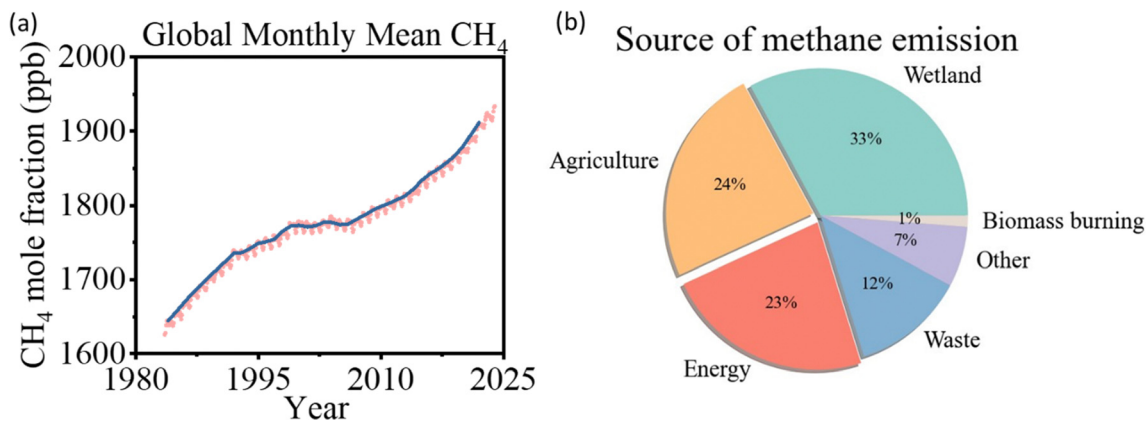 (a)
Global Monthly Mean CH4
CH4 mole fraction (ppb)
2000
1900
1800
1700
1600
1980
1995
2010
2025
Year
(b)
Source of methane emission
Wetland
33%
Agriculture
24%
1%
Biomass burning
7%
Other
12%
Waste
23%
Energy